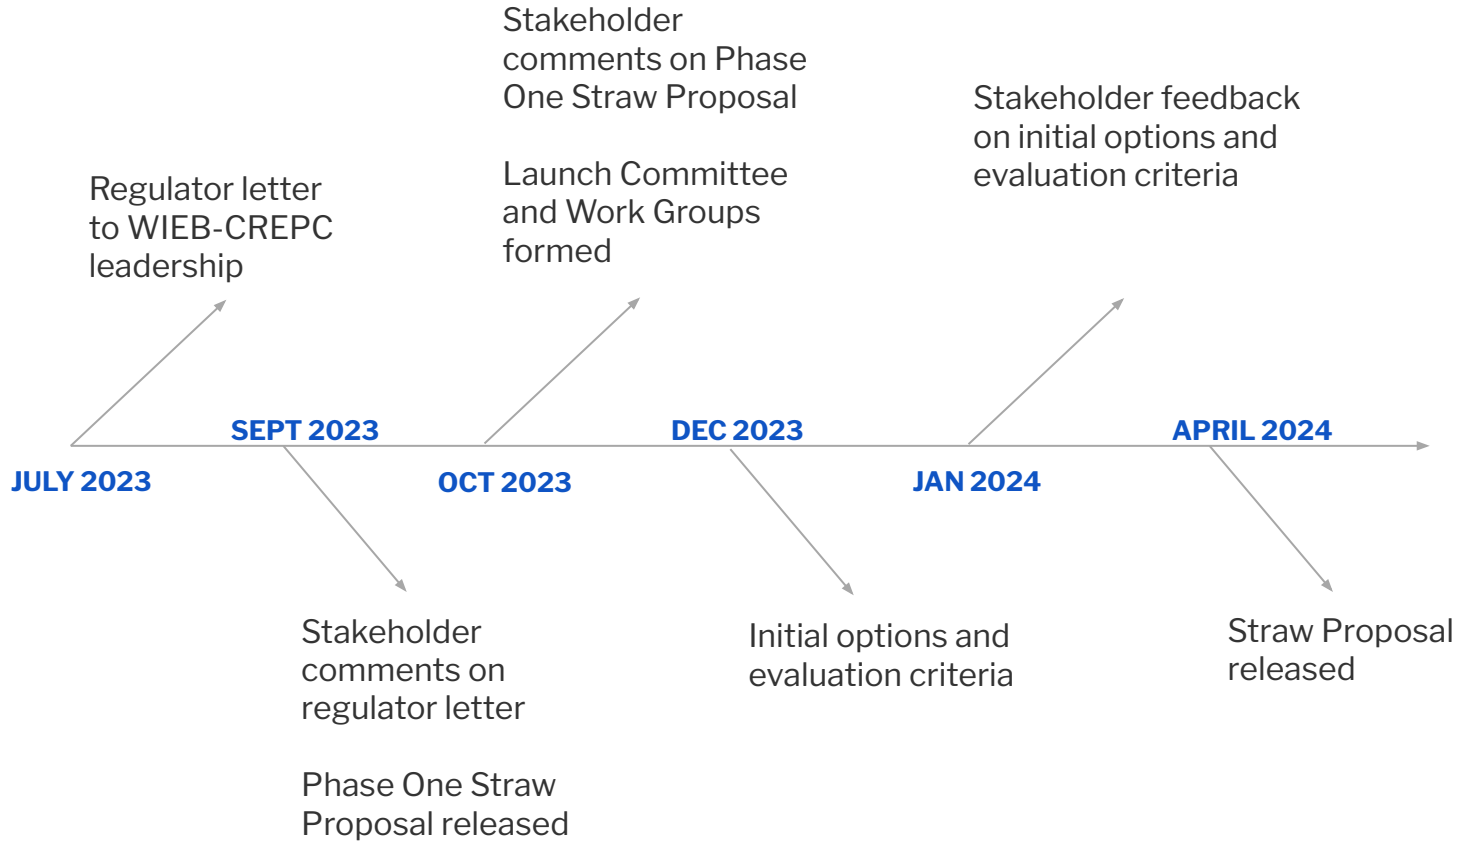 Stakeholder
comments on Phase
One Straw Proposal
Launch Committee
and Work Groups
formed
Stakeholder feedback
on initial options and
evaluation criteria
Regulator letter
to WIEB-CREPC
leadership
SEPT 2023
DEC 2023
APRIL 2024
JULY 2023
OCT 2023
JAN 2024
Stakeholder
comments on
regulator letter
Phase One Straw
Proposal released
Initial options and
evaluation criteria
Straw Proposal
released